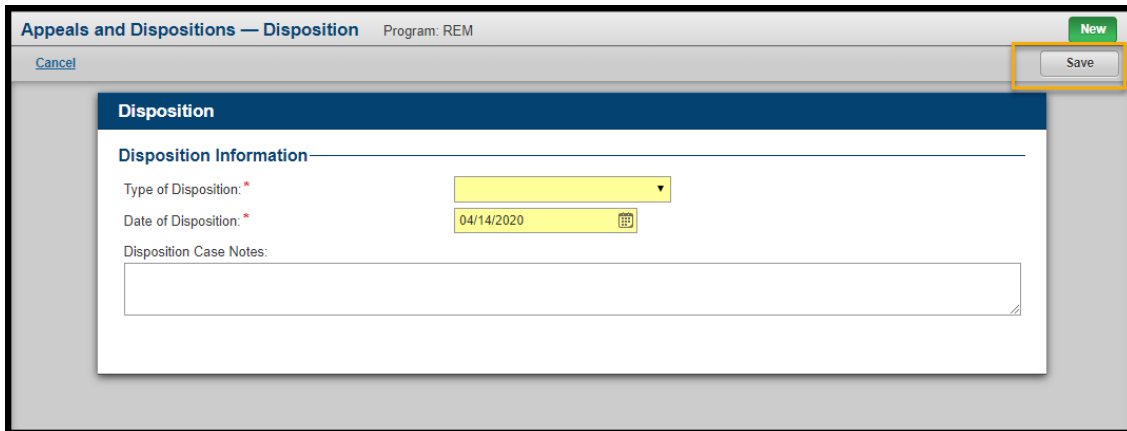 Appeals and Dispositions — Disposition Program: REM New
Cancel Save
Disposition
Disposition Information
Type of Disposition:*
Date of Disposition:* 04/14/2020
Disposition Case Notes: